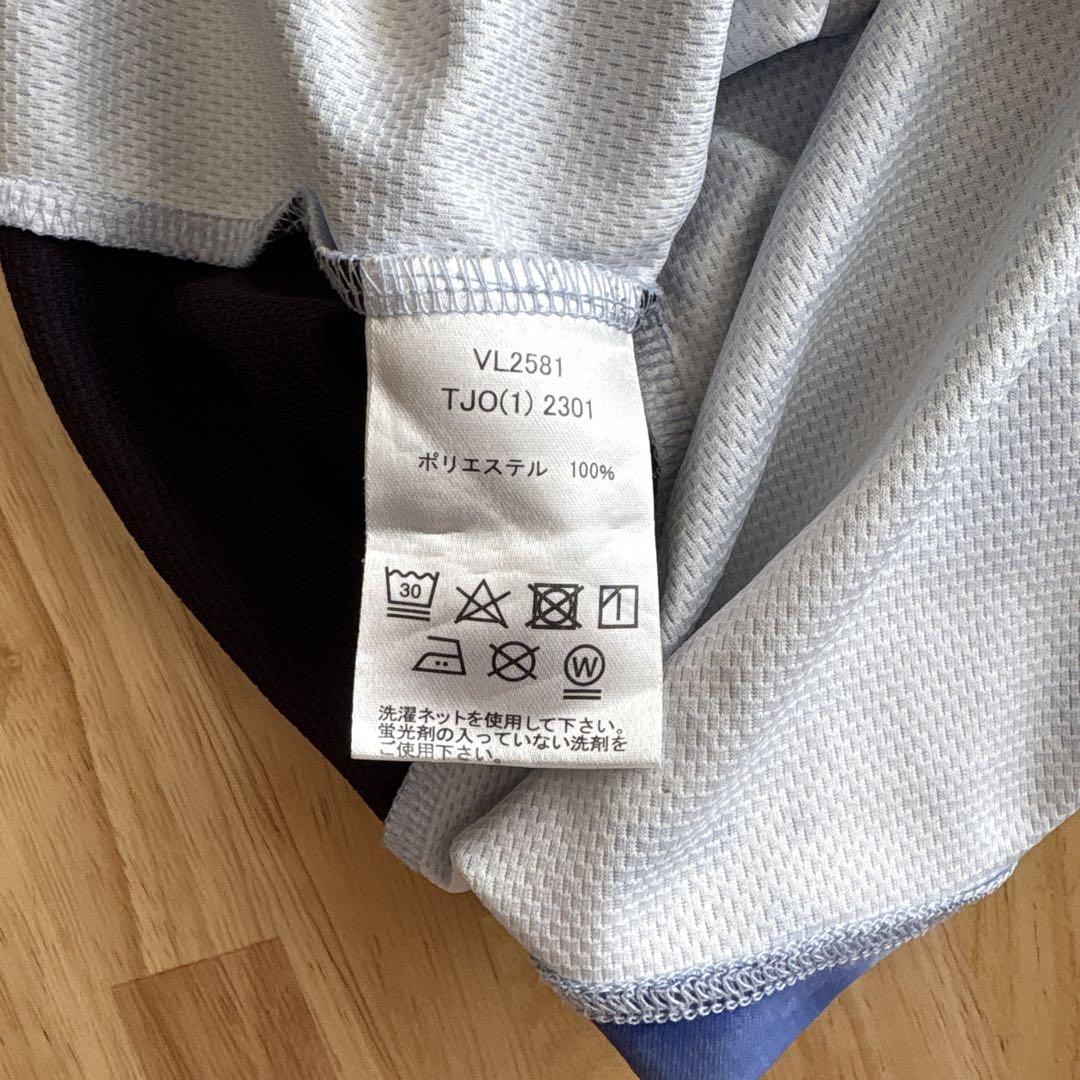 VL2581
TJO(1) 2301
ポリエステル 100%
30
W
洗濯ネットを使用して下さい。
蛍光剤の入っていない洗剤を
ご使用下さい。